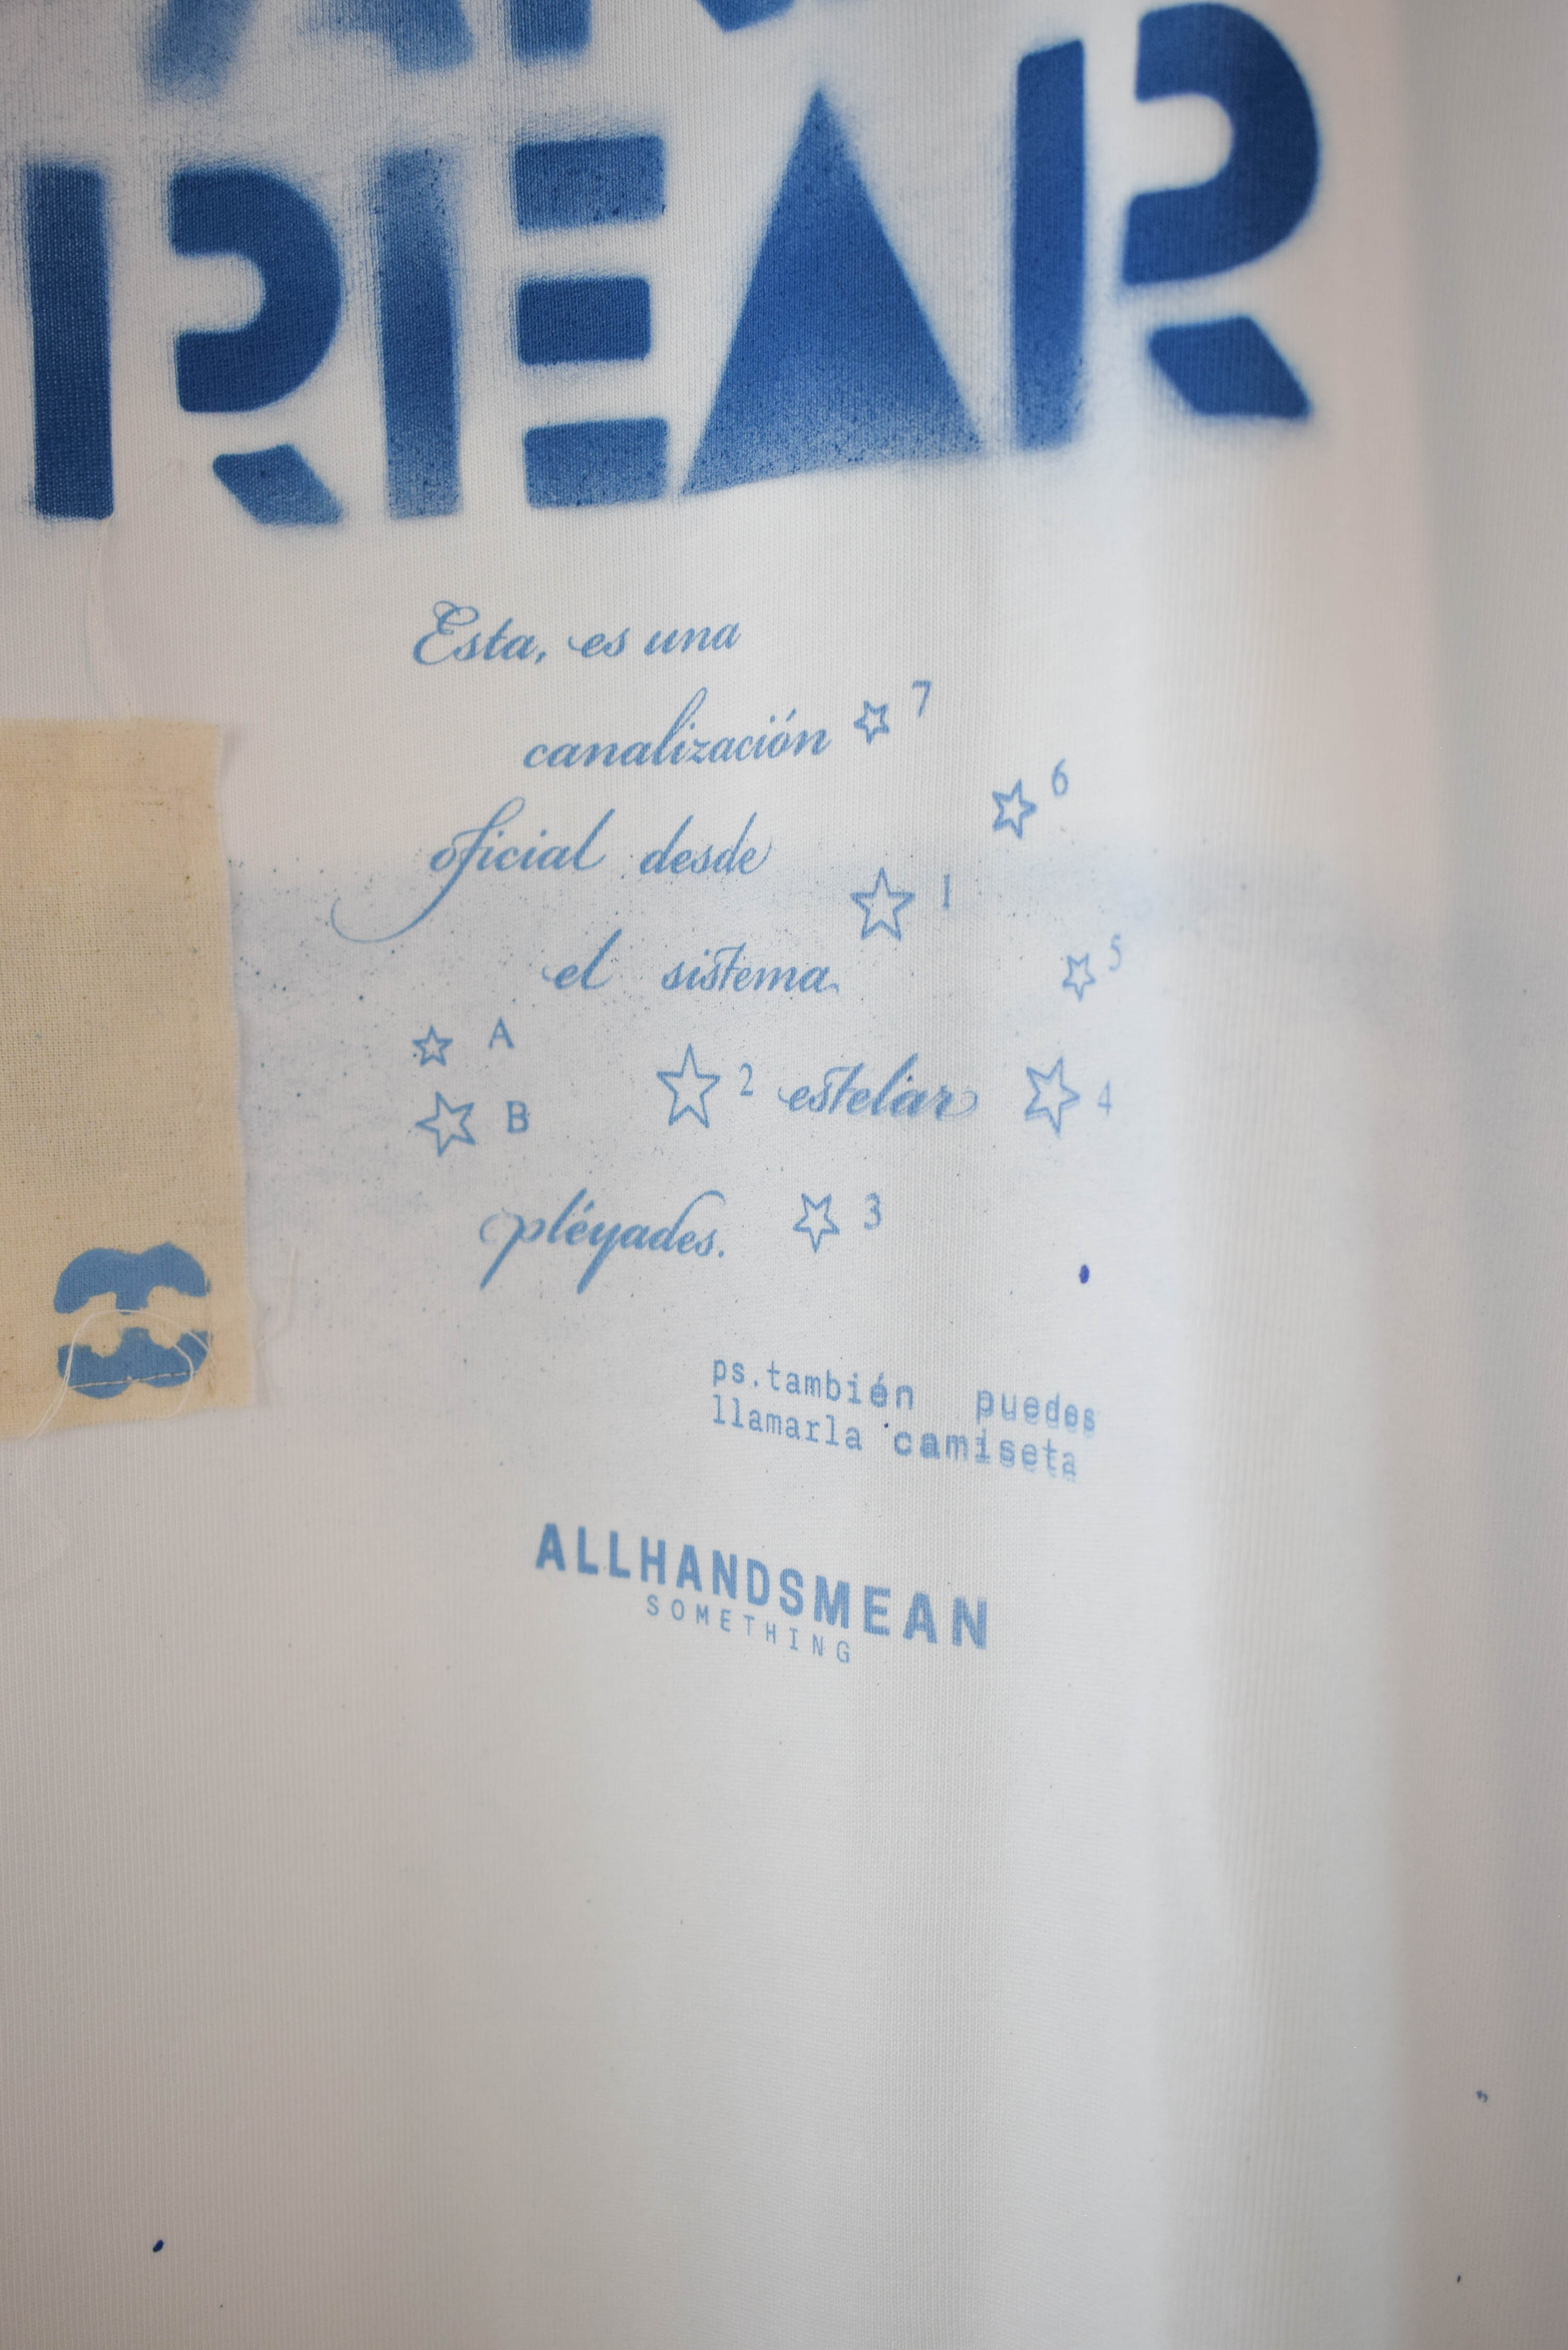 REAR
Esta, es una
canalización 7
6
oficial desde
1
el sistema
5
A
B 2 estelar 4
pléyades. 3
ps.también puedes
llamarla camiseta
ALLHANDSMEAN
SOMETHING